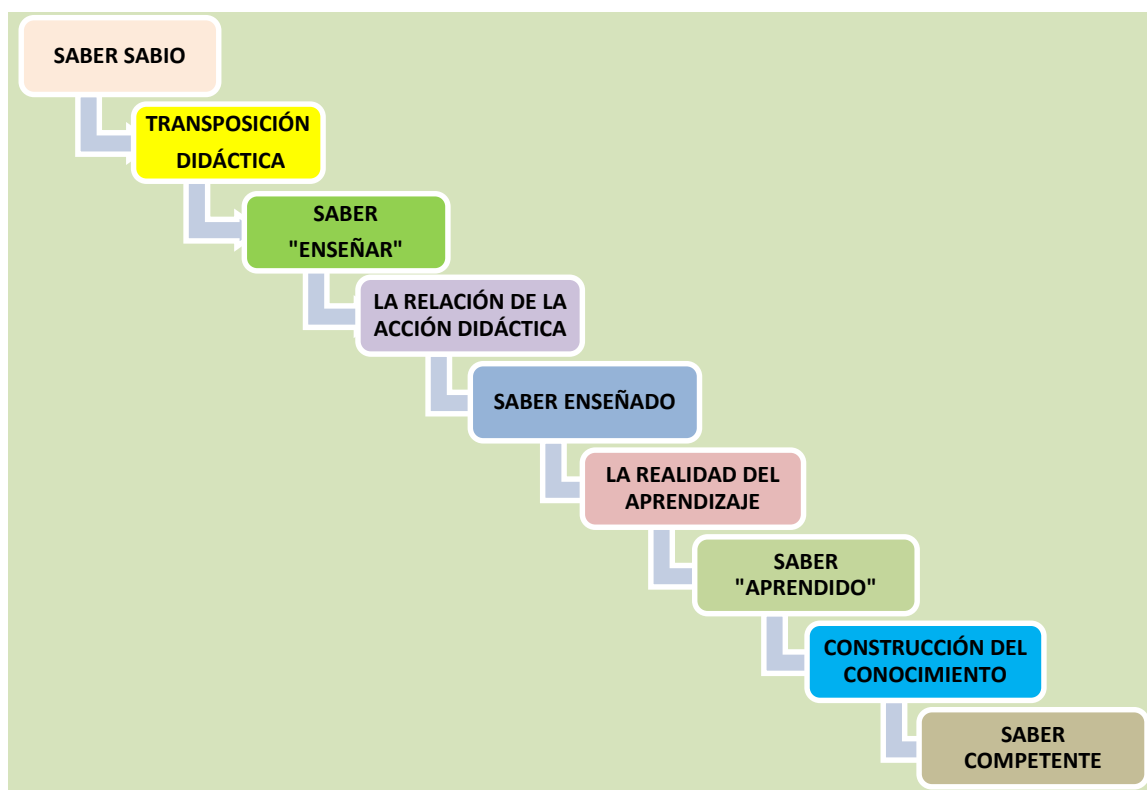 SABER SABIO
TRANSPOSICIÓN
DIDÁCTICA
SABER
"ENSEÑAR"
LA RELACIÓN DE LA
ACCIÓN DIDÁCTICA
SABER ENSEÑADO
LA REALIDAD DEL
APRENDIZAJE
SABER
"APRENDIDO"
CONSTRUCCIÓN DEL
CONOCIMIENTO
SABER
COMPETENTE